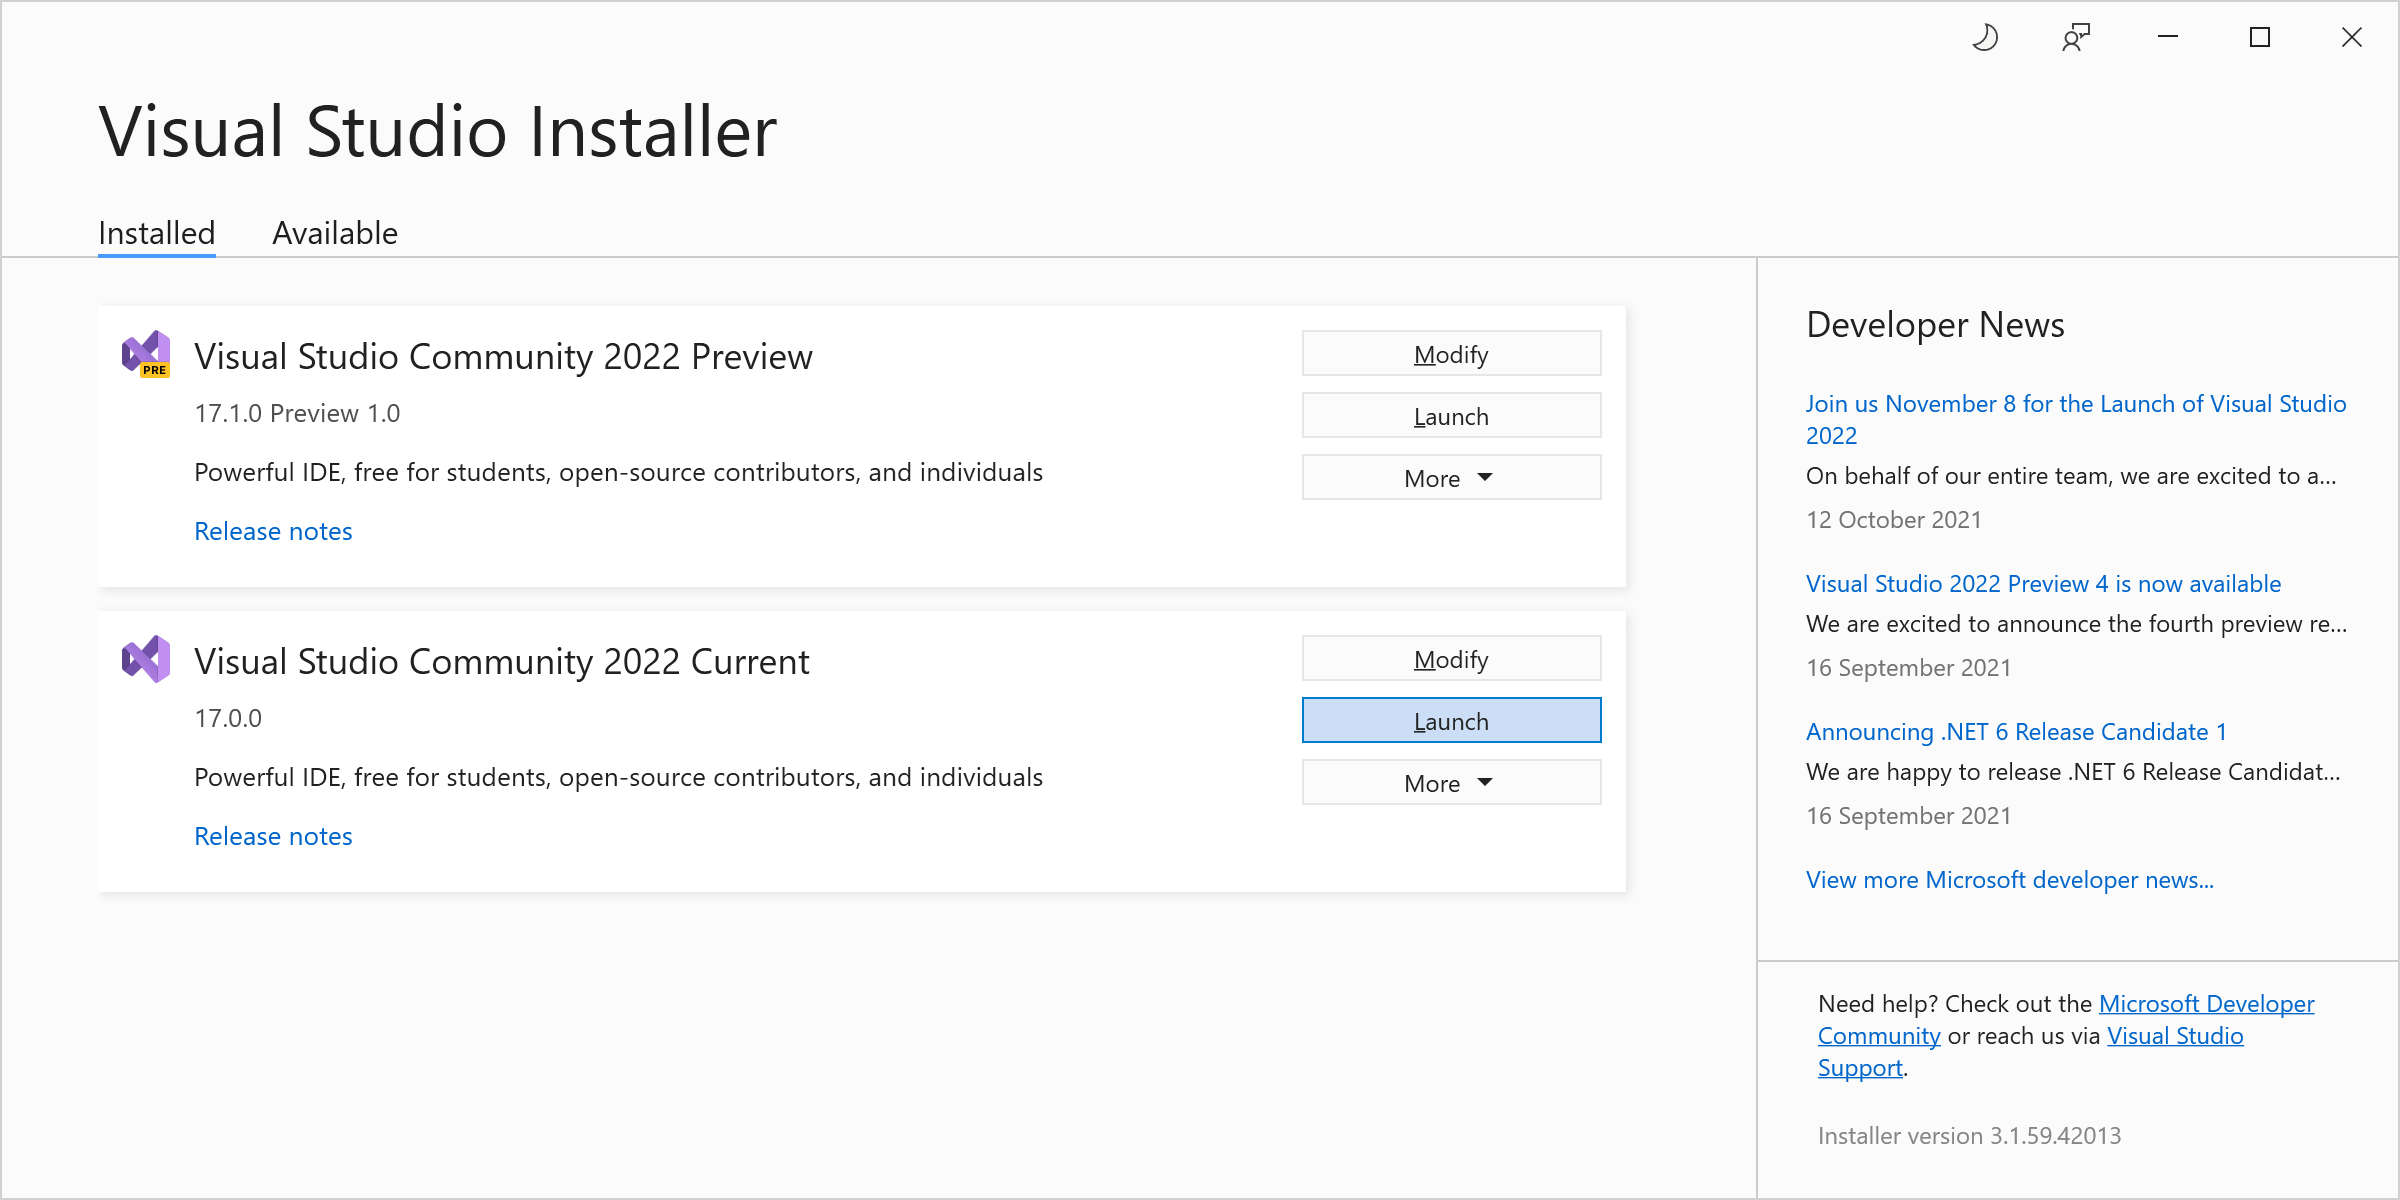 Visual Studio Installer
Installed
Available
PRE
Visual Studio Community 2022 Preview
17.1.0 Preview 1.0
Powerful IDE, free for students, open-source contributors, and individuals
Release notes
Modify
Launch
More
Visual Studio Community 2022 Current
17.0.0
Powerful IDE, free for students, open-source contributors, and individuals
Release notes
Modify
Launch
More
Developer News
Join us November 8 for the Launch of Visual Studio
2022
On behalf of our entire team, we are excited to a...
12 October 2021
Visual Studio 2022 Preview 4 is now available
We are excited to announce the fourth preview re...
16 September 2021
Announcing .NET 6 Release Candidate 1
We are happy to release .NET 6 Release Candidat...
16 September 2021
View more Microsoft developer news...
Need help? Check out the Microsoft Developer
Community or reach us via Visual Studio
Support.
Installer version 3.1.59.42013